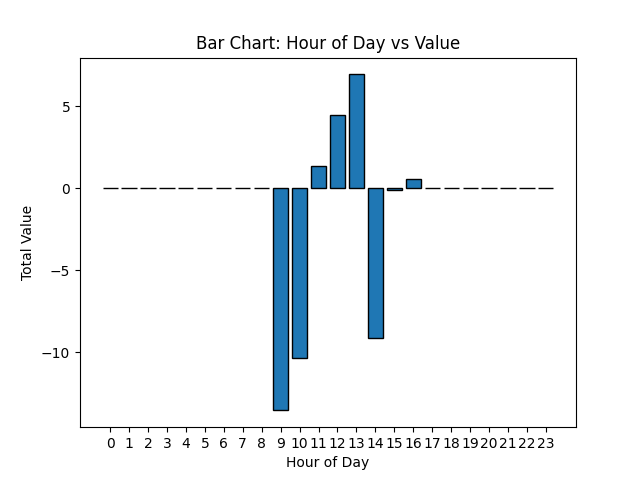 Bar Chart: Hour of Day vs Value
Total Value
5
0
−5
−10
0 1 2 3 4 5 6 7 8 9 10 11 12 13 14 15 16 17 18 19 20 21 22 23
Hour of Day